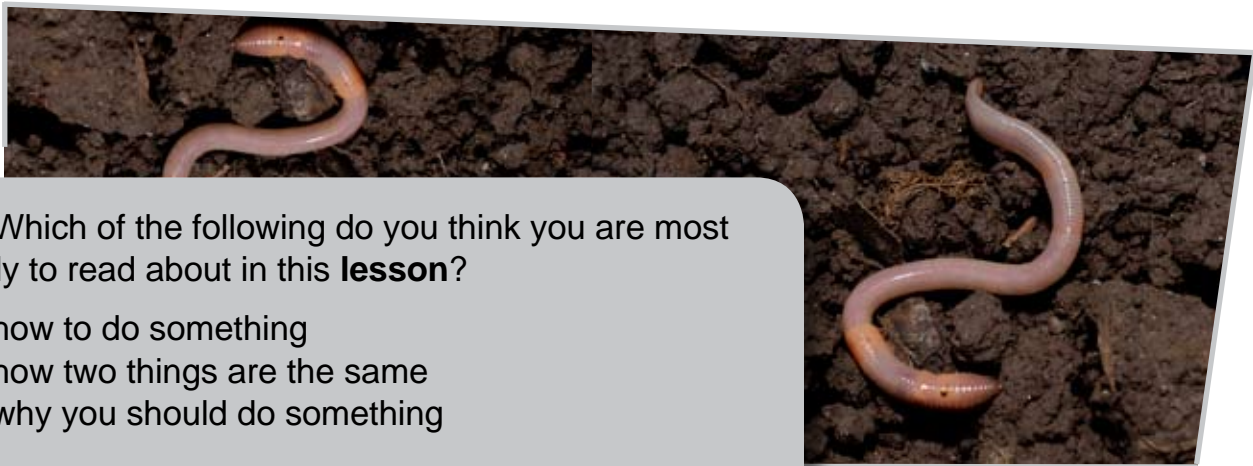 Which of the following do you think you are most
ly to read about in this lesson?
how to do something
how two things are the same
why you should do something